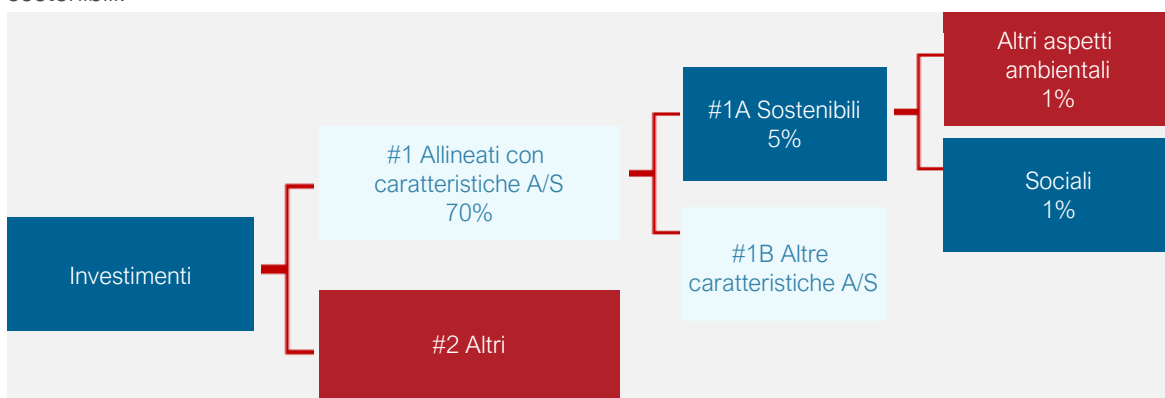 sostenibili.
Altri aspetti
ambientali
1%
#1A Sostenibili
5%
#1 Allineati con
caratteristiche A/S
70%
Sociali
1%
#1B Altre
caratteristiche A/S
Investimenti
#2 Altri